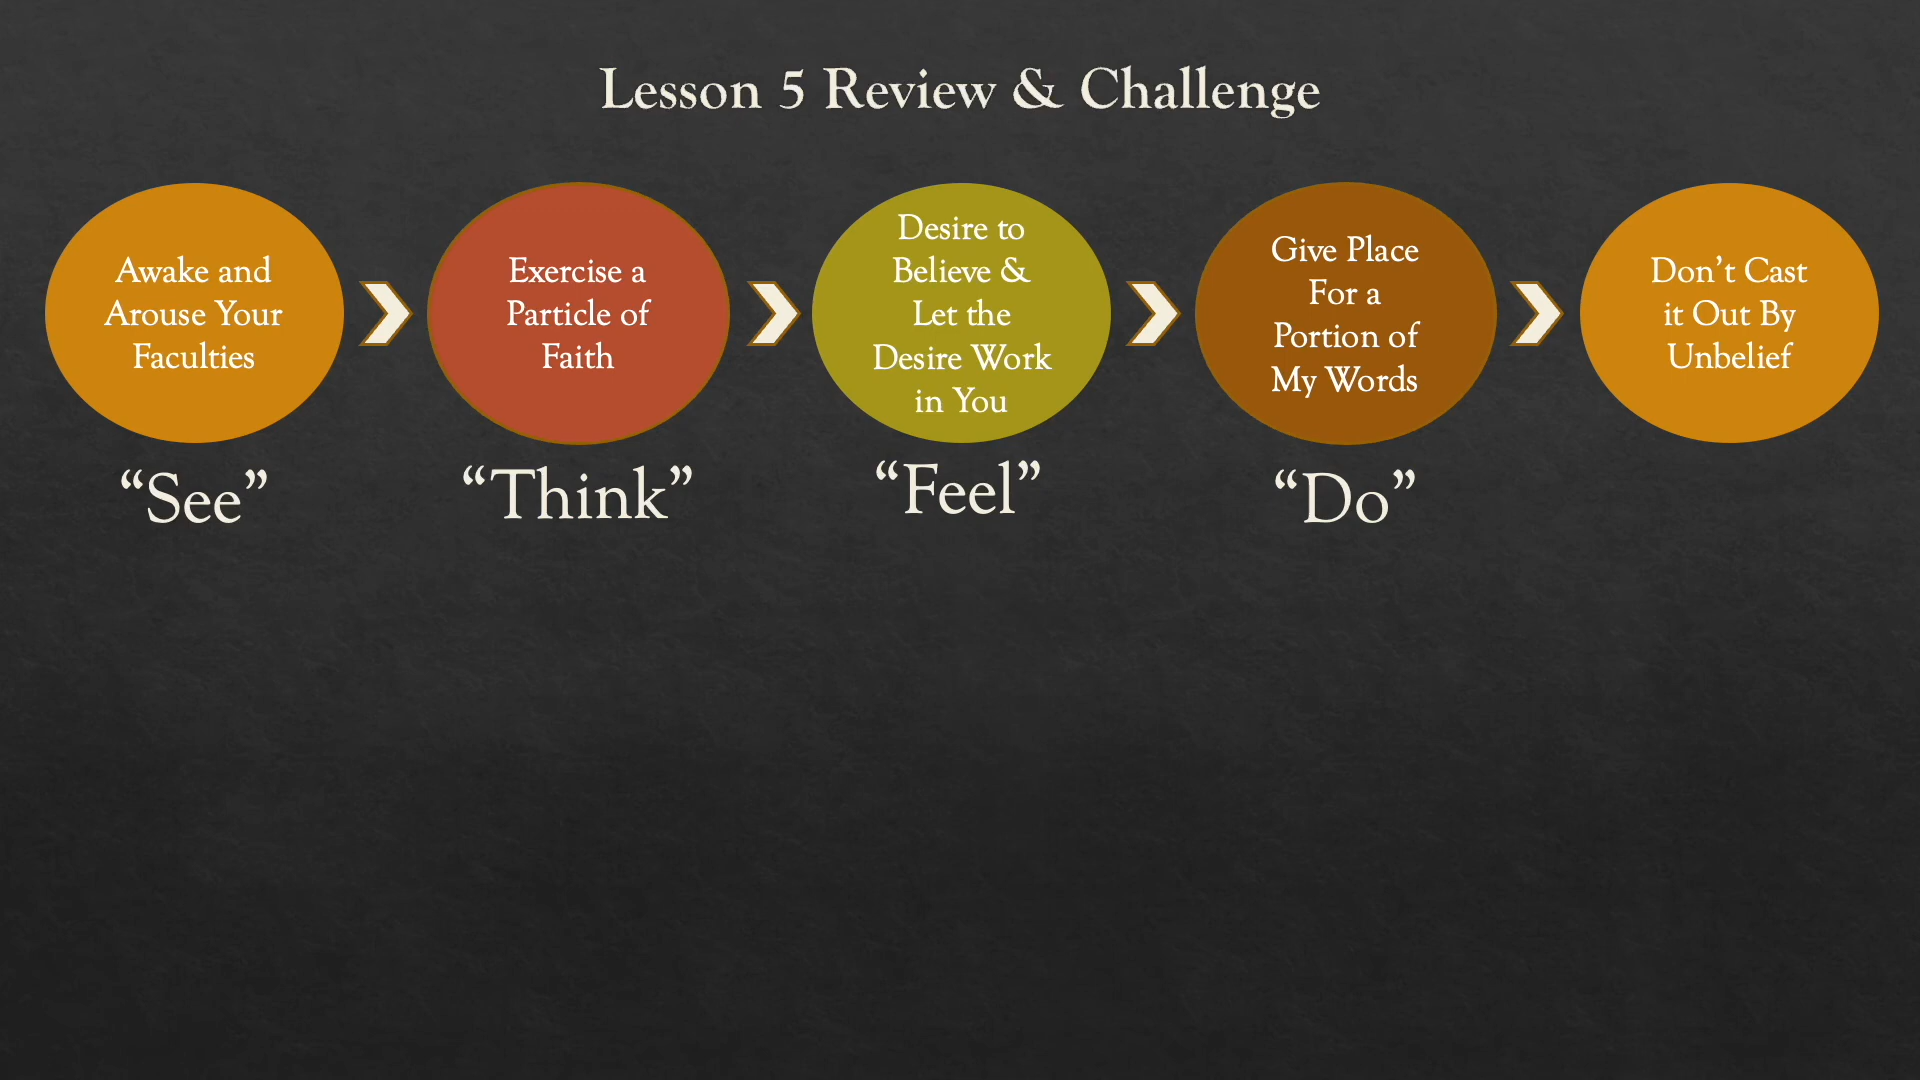 Lesson 5 Review & Challenge
Awake and
Arouse Your
Faculties
Exercise a
Particle of
Faith
Desire to
Believe &
Let the
Desire Work
in You
Give Place
For a
Portion of
My Words
Don’t Cast
it Out By
Unbelief
“See”
“Think”
“Feel”
“Do”